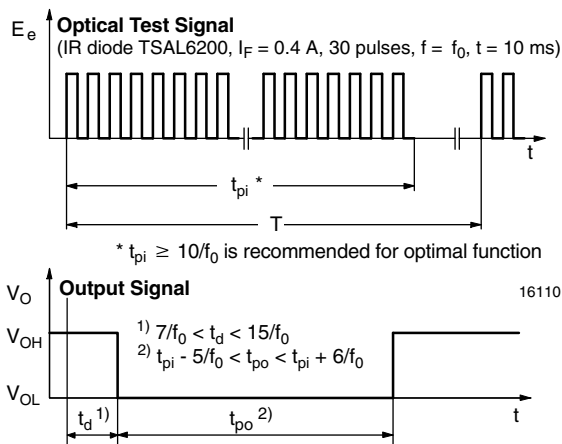 E_e
Optical Test Signal
(IR diode TSAL6200, I_F = 0.4 A, 30 pulses, f = f_0, t = 10 ms)
t
t_pi *
T
* t_pi ≥ 10/f_0 is recommended for optimal function
V_O
Output Signal
16110
V_OH
1) 7/f_0 < t_d < 15/f_0
2) t_pi - 5/f_0 < t_po < t_pi + 6/f_0
V_OL
t_d 1)
t_po 2)
t